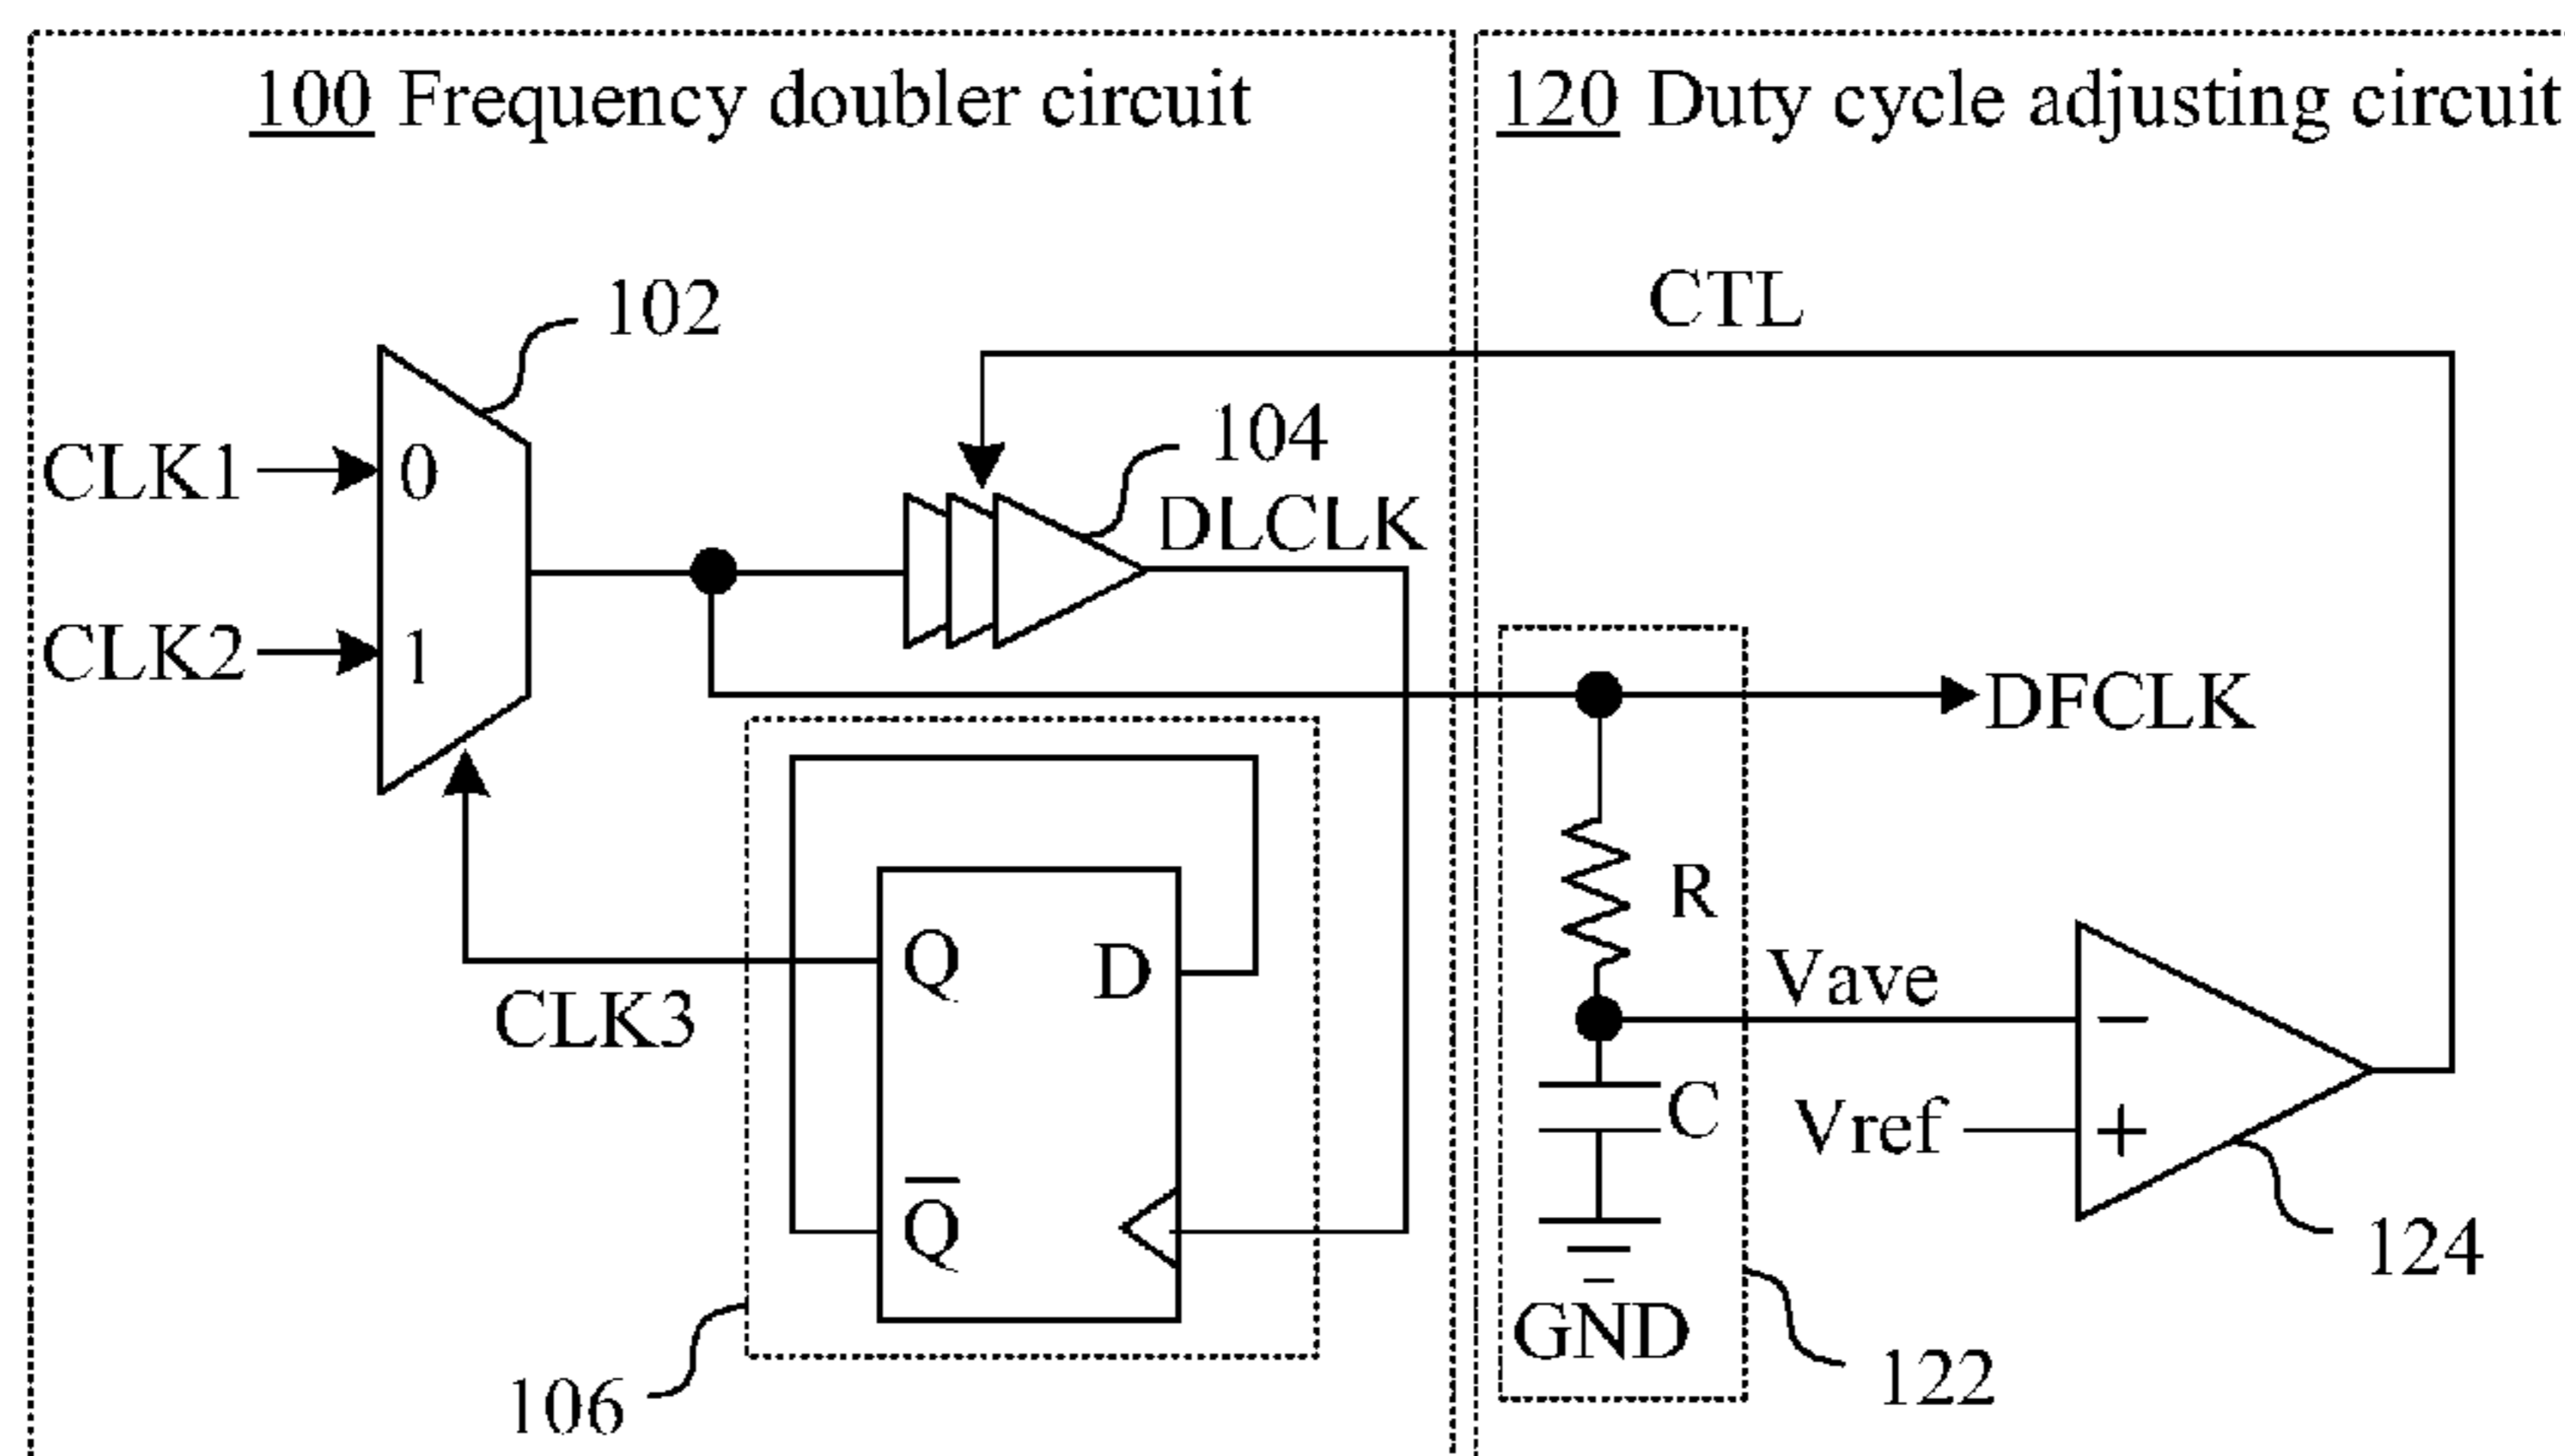 100 Frequency doubler circuit
120 Duty cycle adjusting circuit
CTL
102
104
CLK1
0
DLCLK
CLK2
1
DFCLK
R
Q
D
Vave
−
CLK3
C
Vref
+
Q̅
124
GND
106
122